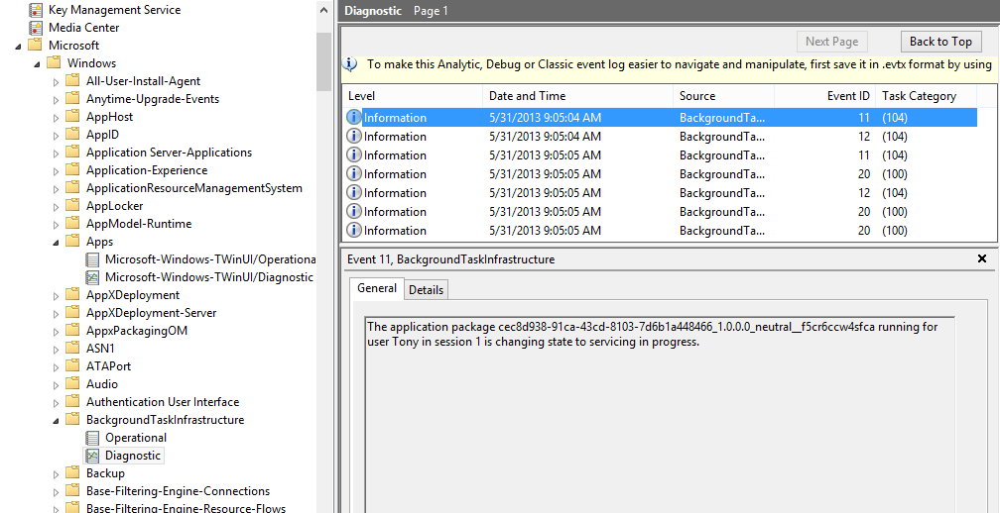 Key Management Service
Media Center
Microsoft
Windows
All-User-Install-Agent
Anytime-Upgrade-Events
AppHost
AppID
Application Server-Applications
Application-Experience
ApplicationResourceManagementSystem
AppLocker
AppModel-Runtime
Apps
Microsoft-Windows-TWinUI/Operationa
Microsoft-Windows-TWinUI/Diagnostic
AppXDeployment
AppXDeployment-Server
AppxPackagingOM
ASN1
ATAPort
Audio
Authentication User Interface
BackgroundTaskInfrastructure
Operational
Diagnostic
Backup
Base-Filtering-Engine-Connections
Base-Filtering-Engine-Resource-Flows
Diagnostic Page 1
Next Page Back to Top
To make this Analytic, Debug or Classic event log easier to navigate and manipulate, first save it in .evtx format by using
Level Date and Time Source Event ID Task Category
Information 5/31/2013 9:05:04 AM BackgroundTa... 11 (104)
Information 5/31/2013 9:05:04 AM BackgroundTa... 12 (104)
Information 5/31/2013 9:05:05 AM BackgroundTa... 11 (104)
Information 5/31/2013 9:05:05 AM BackgroundTa... 20 (100)
Information 5/31/2013 9:05:05 AM BackgroundTa... 12 (104)
Information 5/31/2013 9:05:05 AM BackgroundTa... 20 (100)
Information 5/31/2013 9:05:05 AM BackgroundTa... 20 (100)
Event 11, BackgroundTaskInfrastructure
General Details
The application package cec8d938-91ca-43cd-8103-7d6b1a448466_1.0.0.0_neutral__f5cr6ccw4sfca running for
user Tony in session 1 is changing state to servicing in progress.